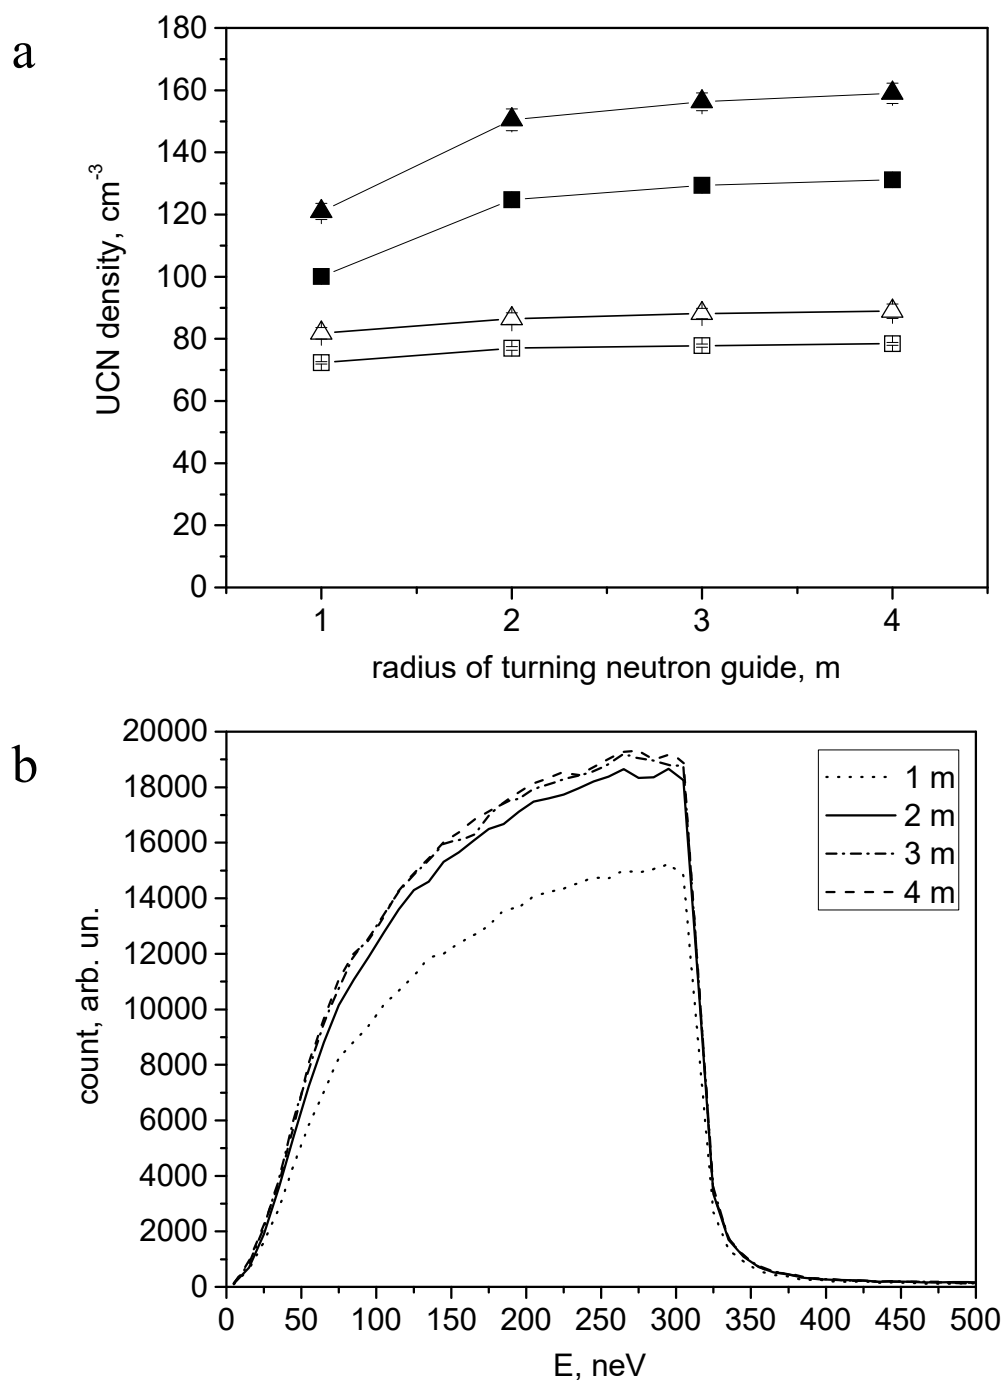 a
180
160
140
120
100
80
60
40
20
0
UCN density, cm-3
1 2 3 4
radius of turning neutron guide, m
b
20000
18000
16000
14000
12000
10000
8000
6000
4000
2000
0
count, arb. un.
1 m
2 m
3 m
4 m
0 50 100 150 200 250 300 350 400 450 500
E, neV